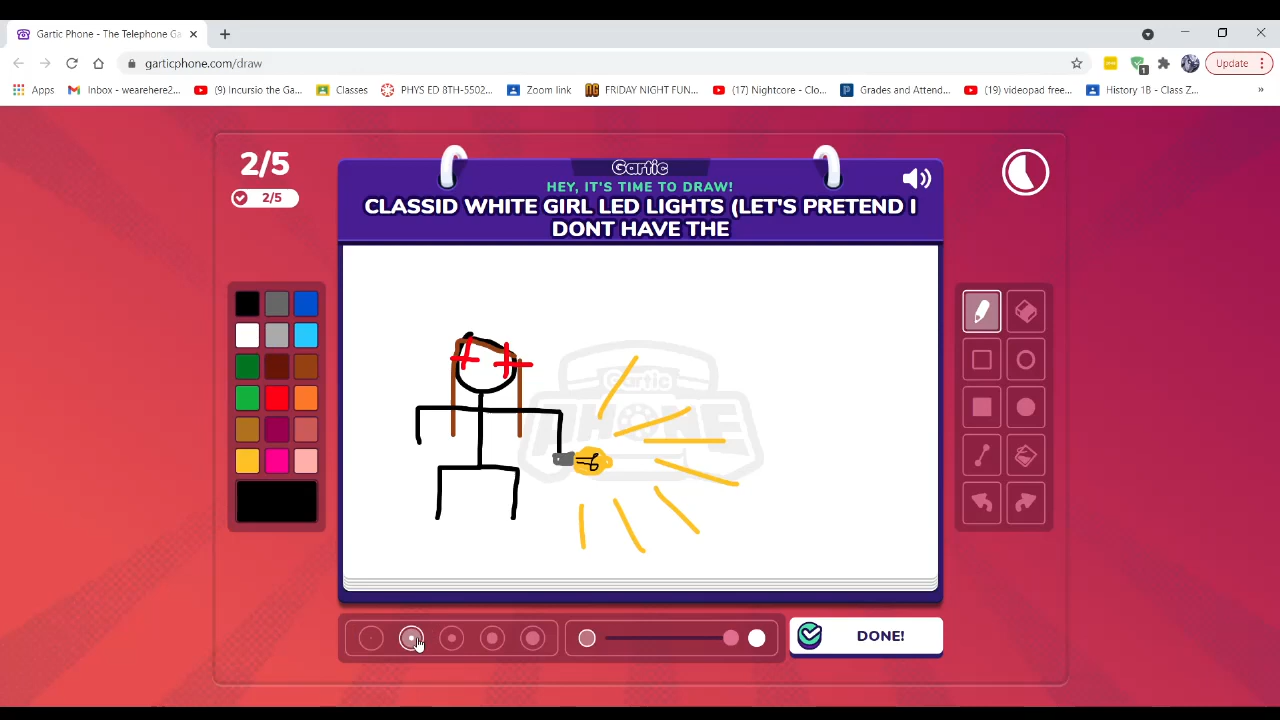 Gartic Phone - The Telephone Ga
garticphone.com/draw
Update
Apps
Inbox - weansmere2...
(9) Incursio the Ga...
Classes
PHYS ED 8TH-5502...
Zoom link
FRIDAY NIGHT FUN...
(17) Nightcore - Clo...
Grades and Attend...
(19) videopad free...
History 1B - Class Z...
»
2/5
2/5
Gartic
HEY, IT'S TIME TO DRAW!
CLASSID WHITE GIRL LED LIGHTS (LET'S PRETEND I
DONT HAVE THE
Gartic
PHONE
DONE!